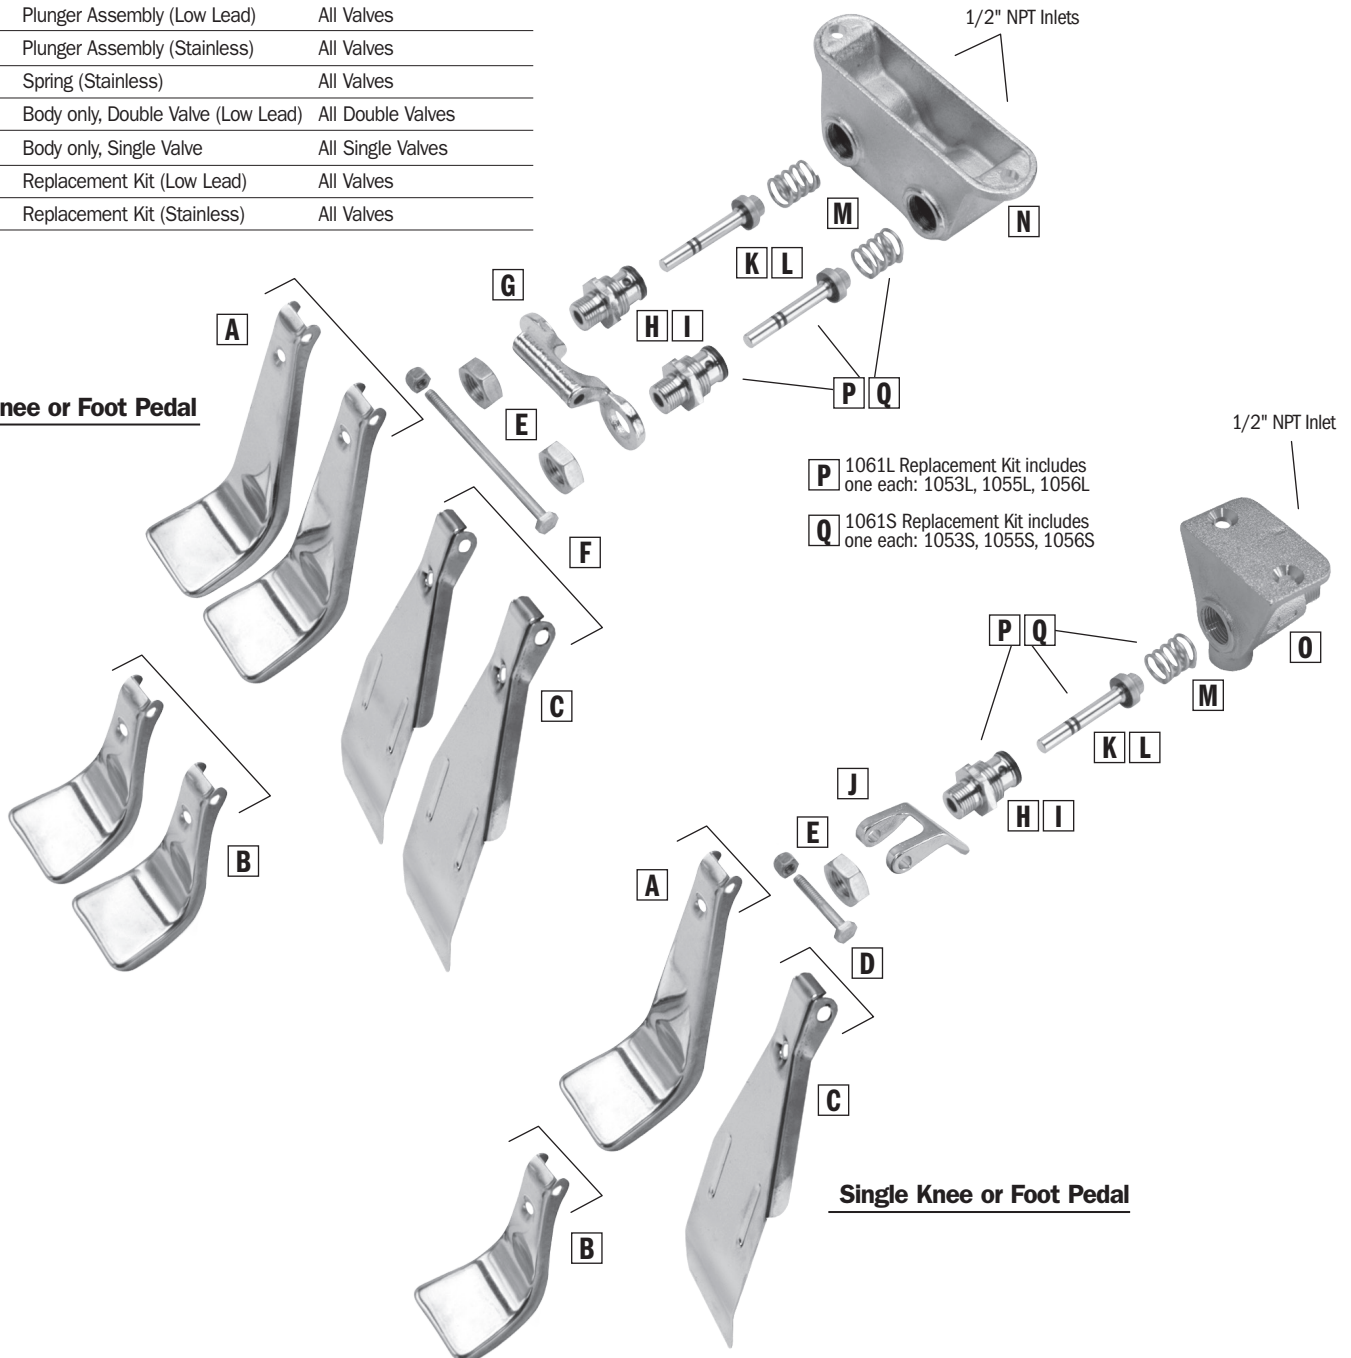 Plunger Assembly (Low Lead) All Valves
Plunger Assembly (Stainless) All Valves
Spring (Stainless) All Valves
Body only, Double Valve (Low Lead) All Double Valves
Body only, Single Valve All Single Valves
Replacement Kit (Low Lead) All Valves
Replacement Kit (Stainless) All Valves
1/2" NPT Inlets
M
N
K L
G
H I
A
P Q
nee or Foot Pedal
E
1/2" NPT Inlet
P 1061L Replacement Kit includes
one each: 1053L, 1055L, 1056L
Q 1061S Replacement Kit includes
one each: 1053S, 1055S, 1056S
F
P Q
O
M
C
K L
J
H I
E
B
A
D
C
Single Knee or Foot Pedal
B